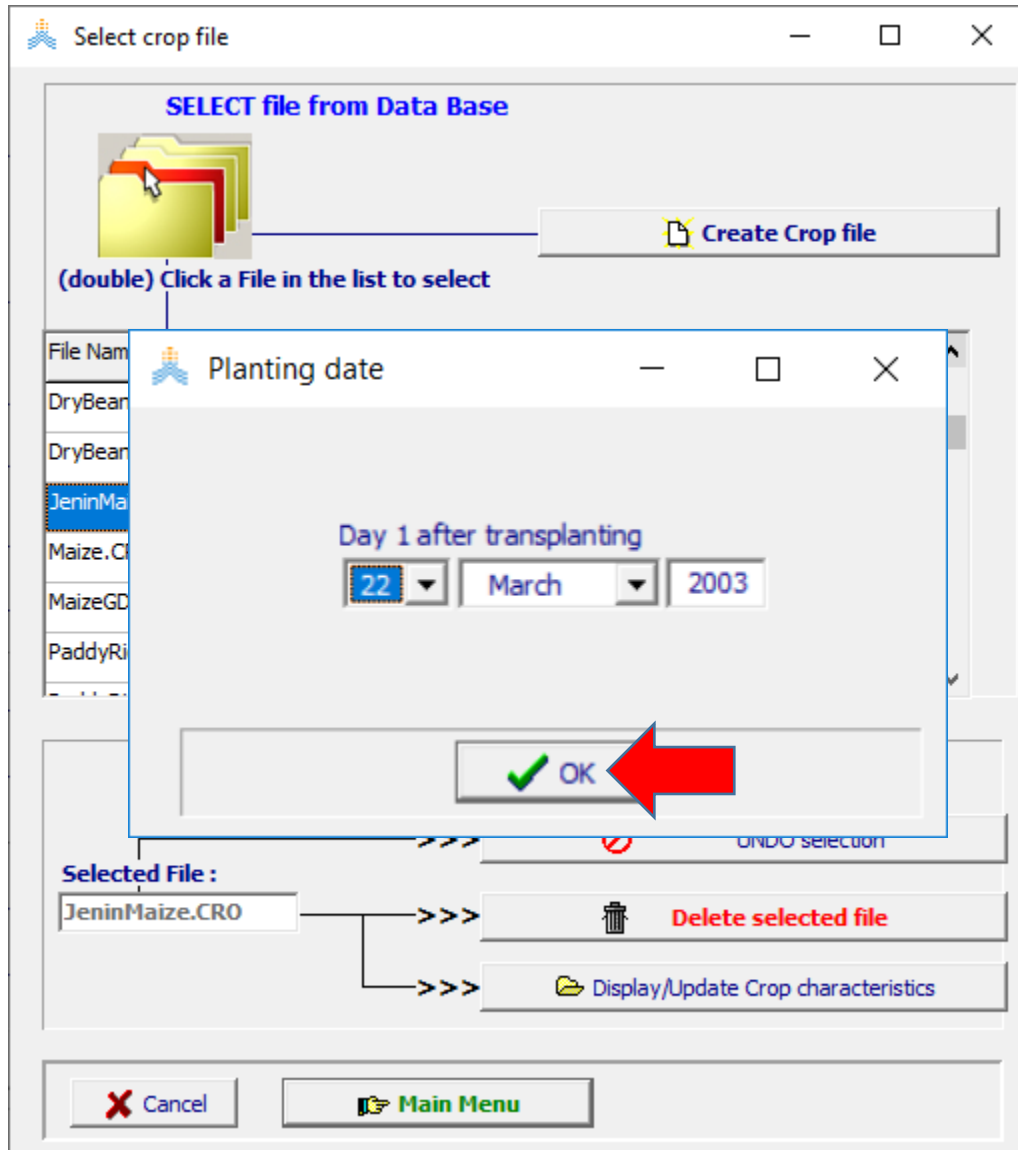 Select crop file
SELECT file from Data Base
Create Crop file
(double) Click a File in the list to select
File Nam
DryBean
DryBean
JeninMai
Maize.CR
MaizeGD
PaddyRi
Planting date
Day 1 after transplanting
22 March 2003
OK
>>> UNDO selection
Selected File :
JeninMaize.CRO
>>> Delete selected file
>>> Display/Update Crop characteristics
Cancel
Main Menu